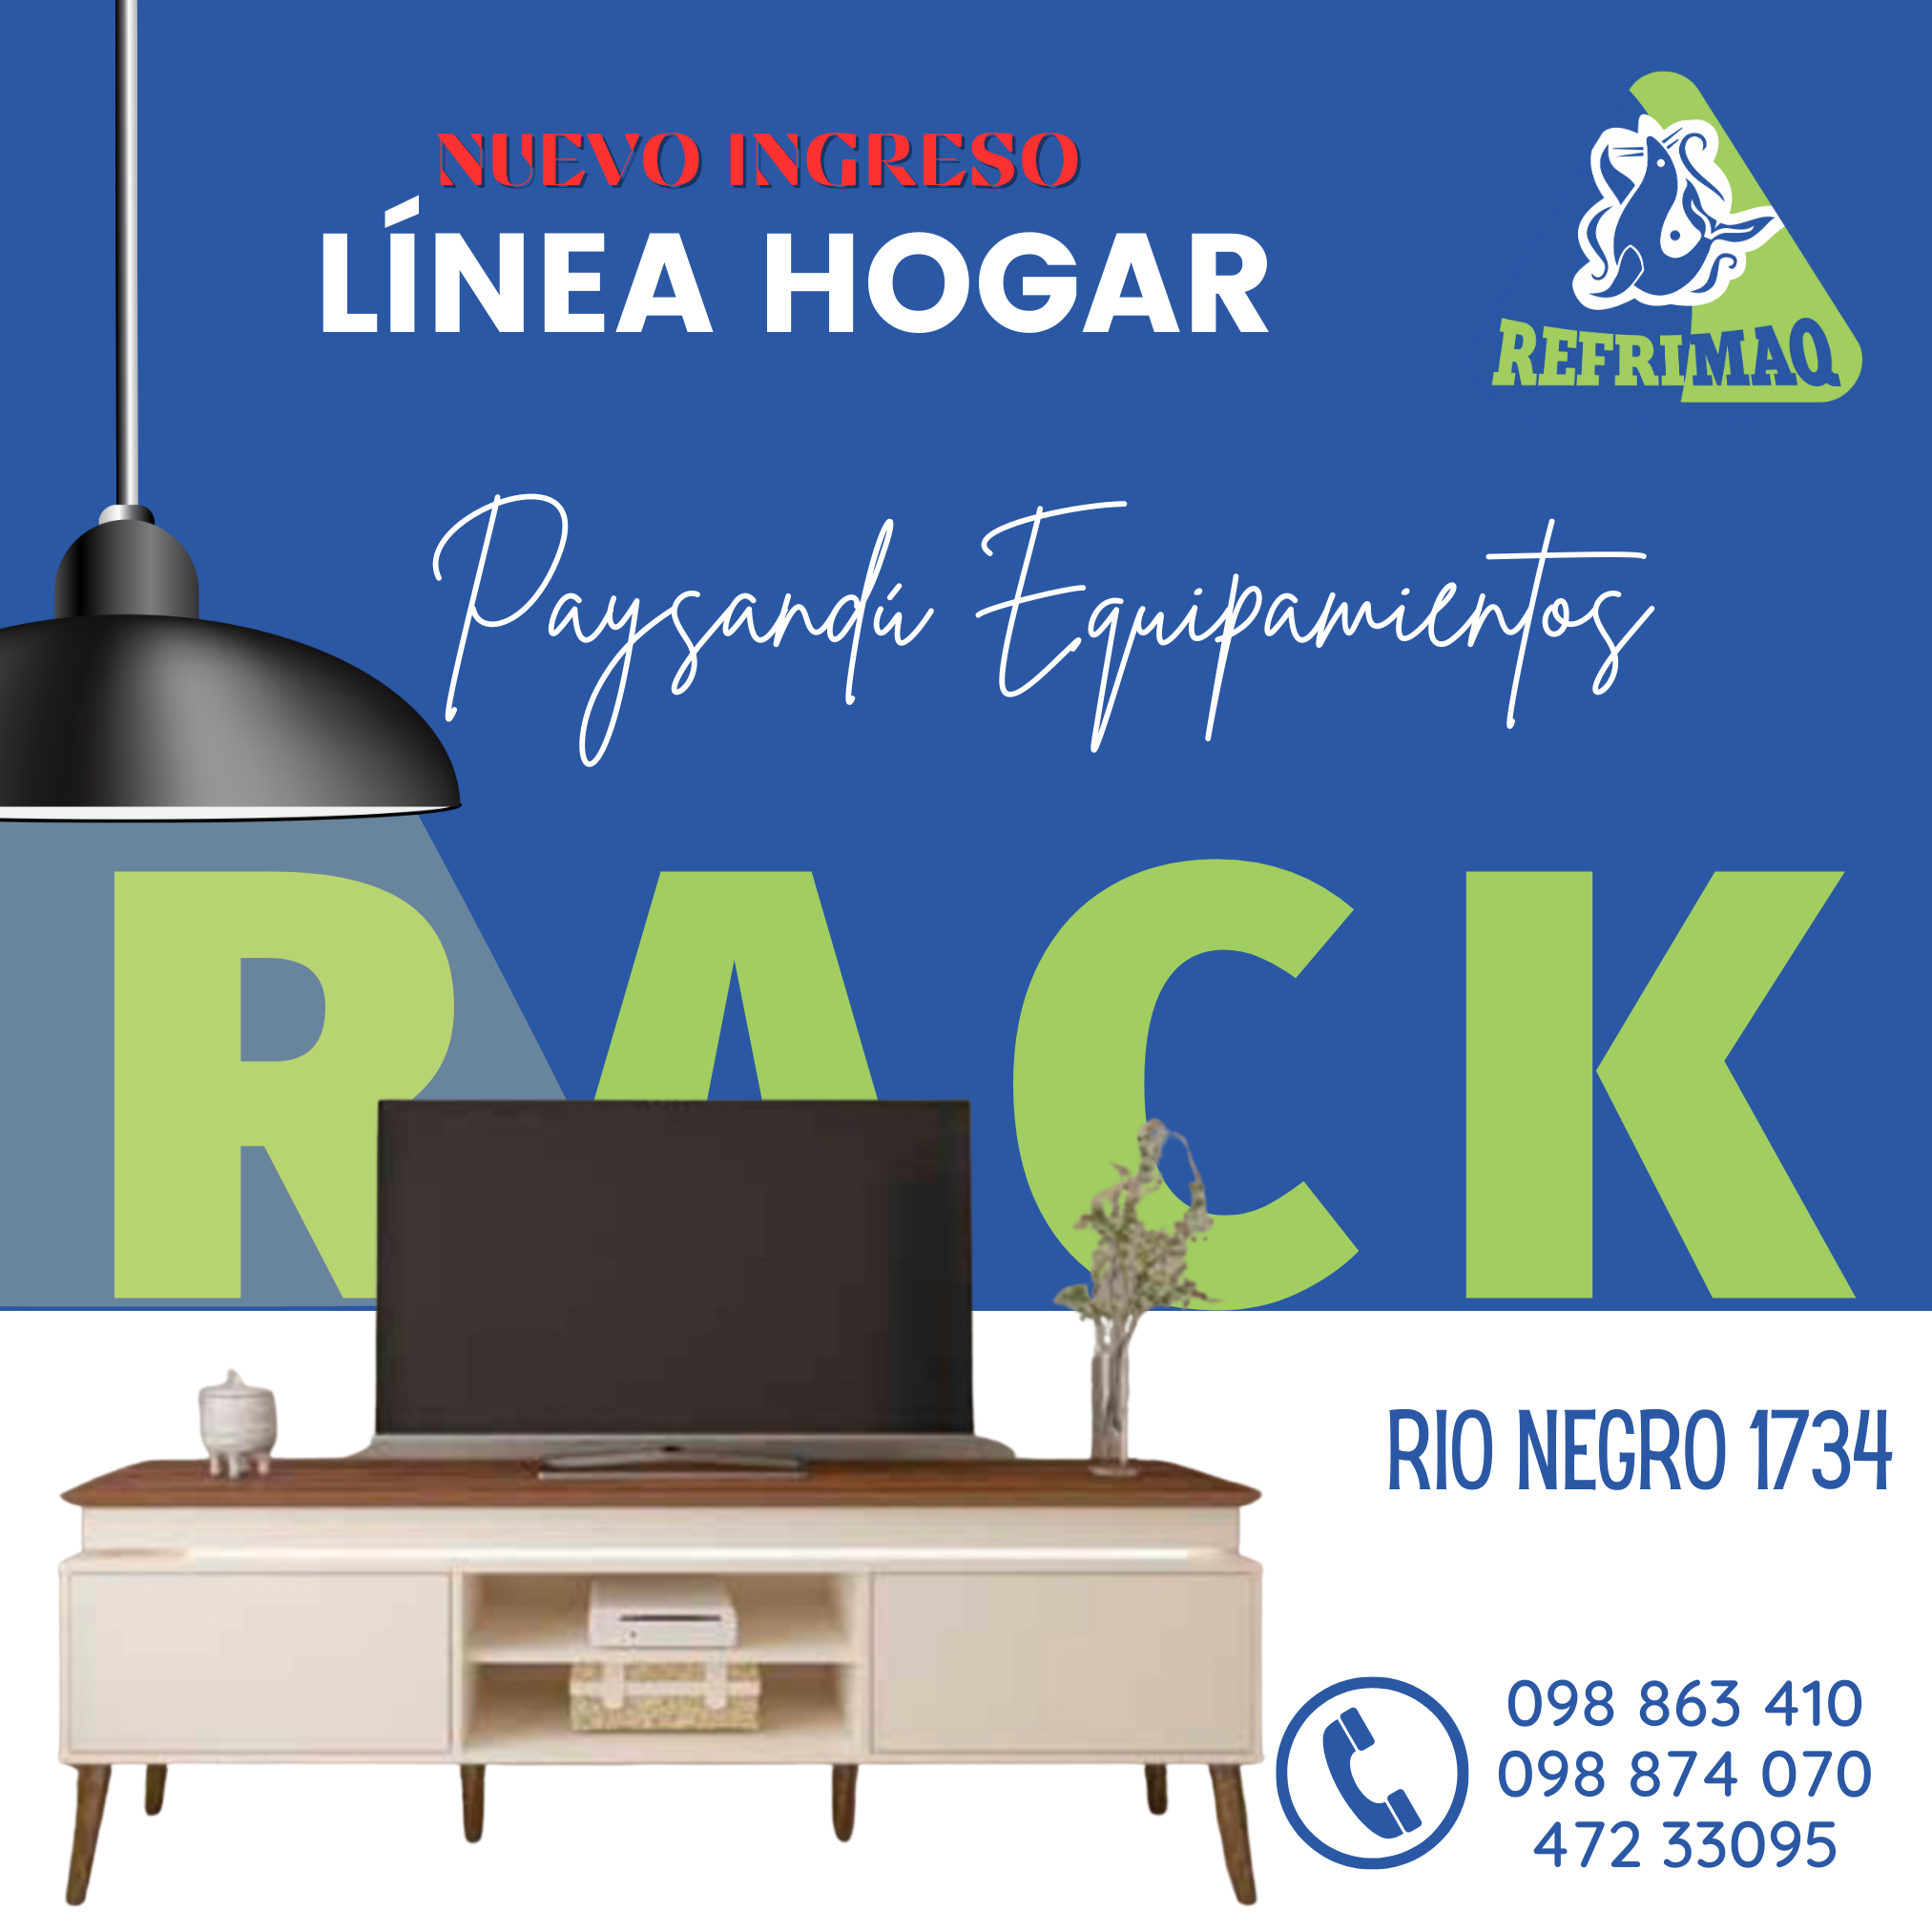 NUEVO INGRESO
LÍNEA HOGAR
REFRIMAQ
Paysandú Equipamientos
RACK
RIO NEGRO 1734
098 863 410
098 874 070
472 33095